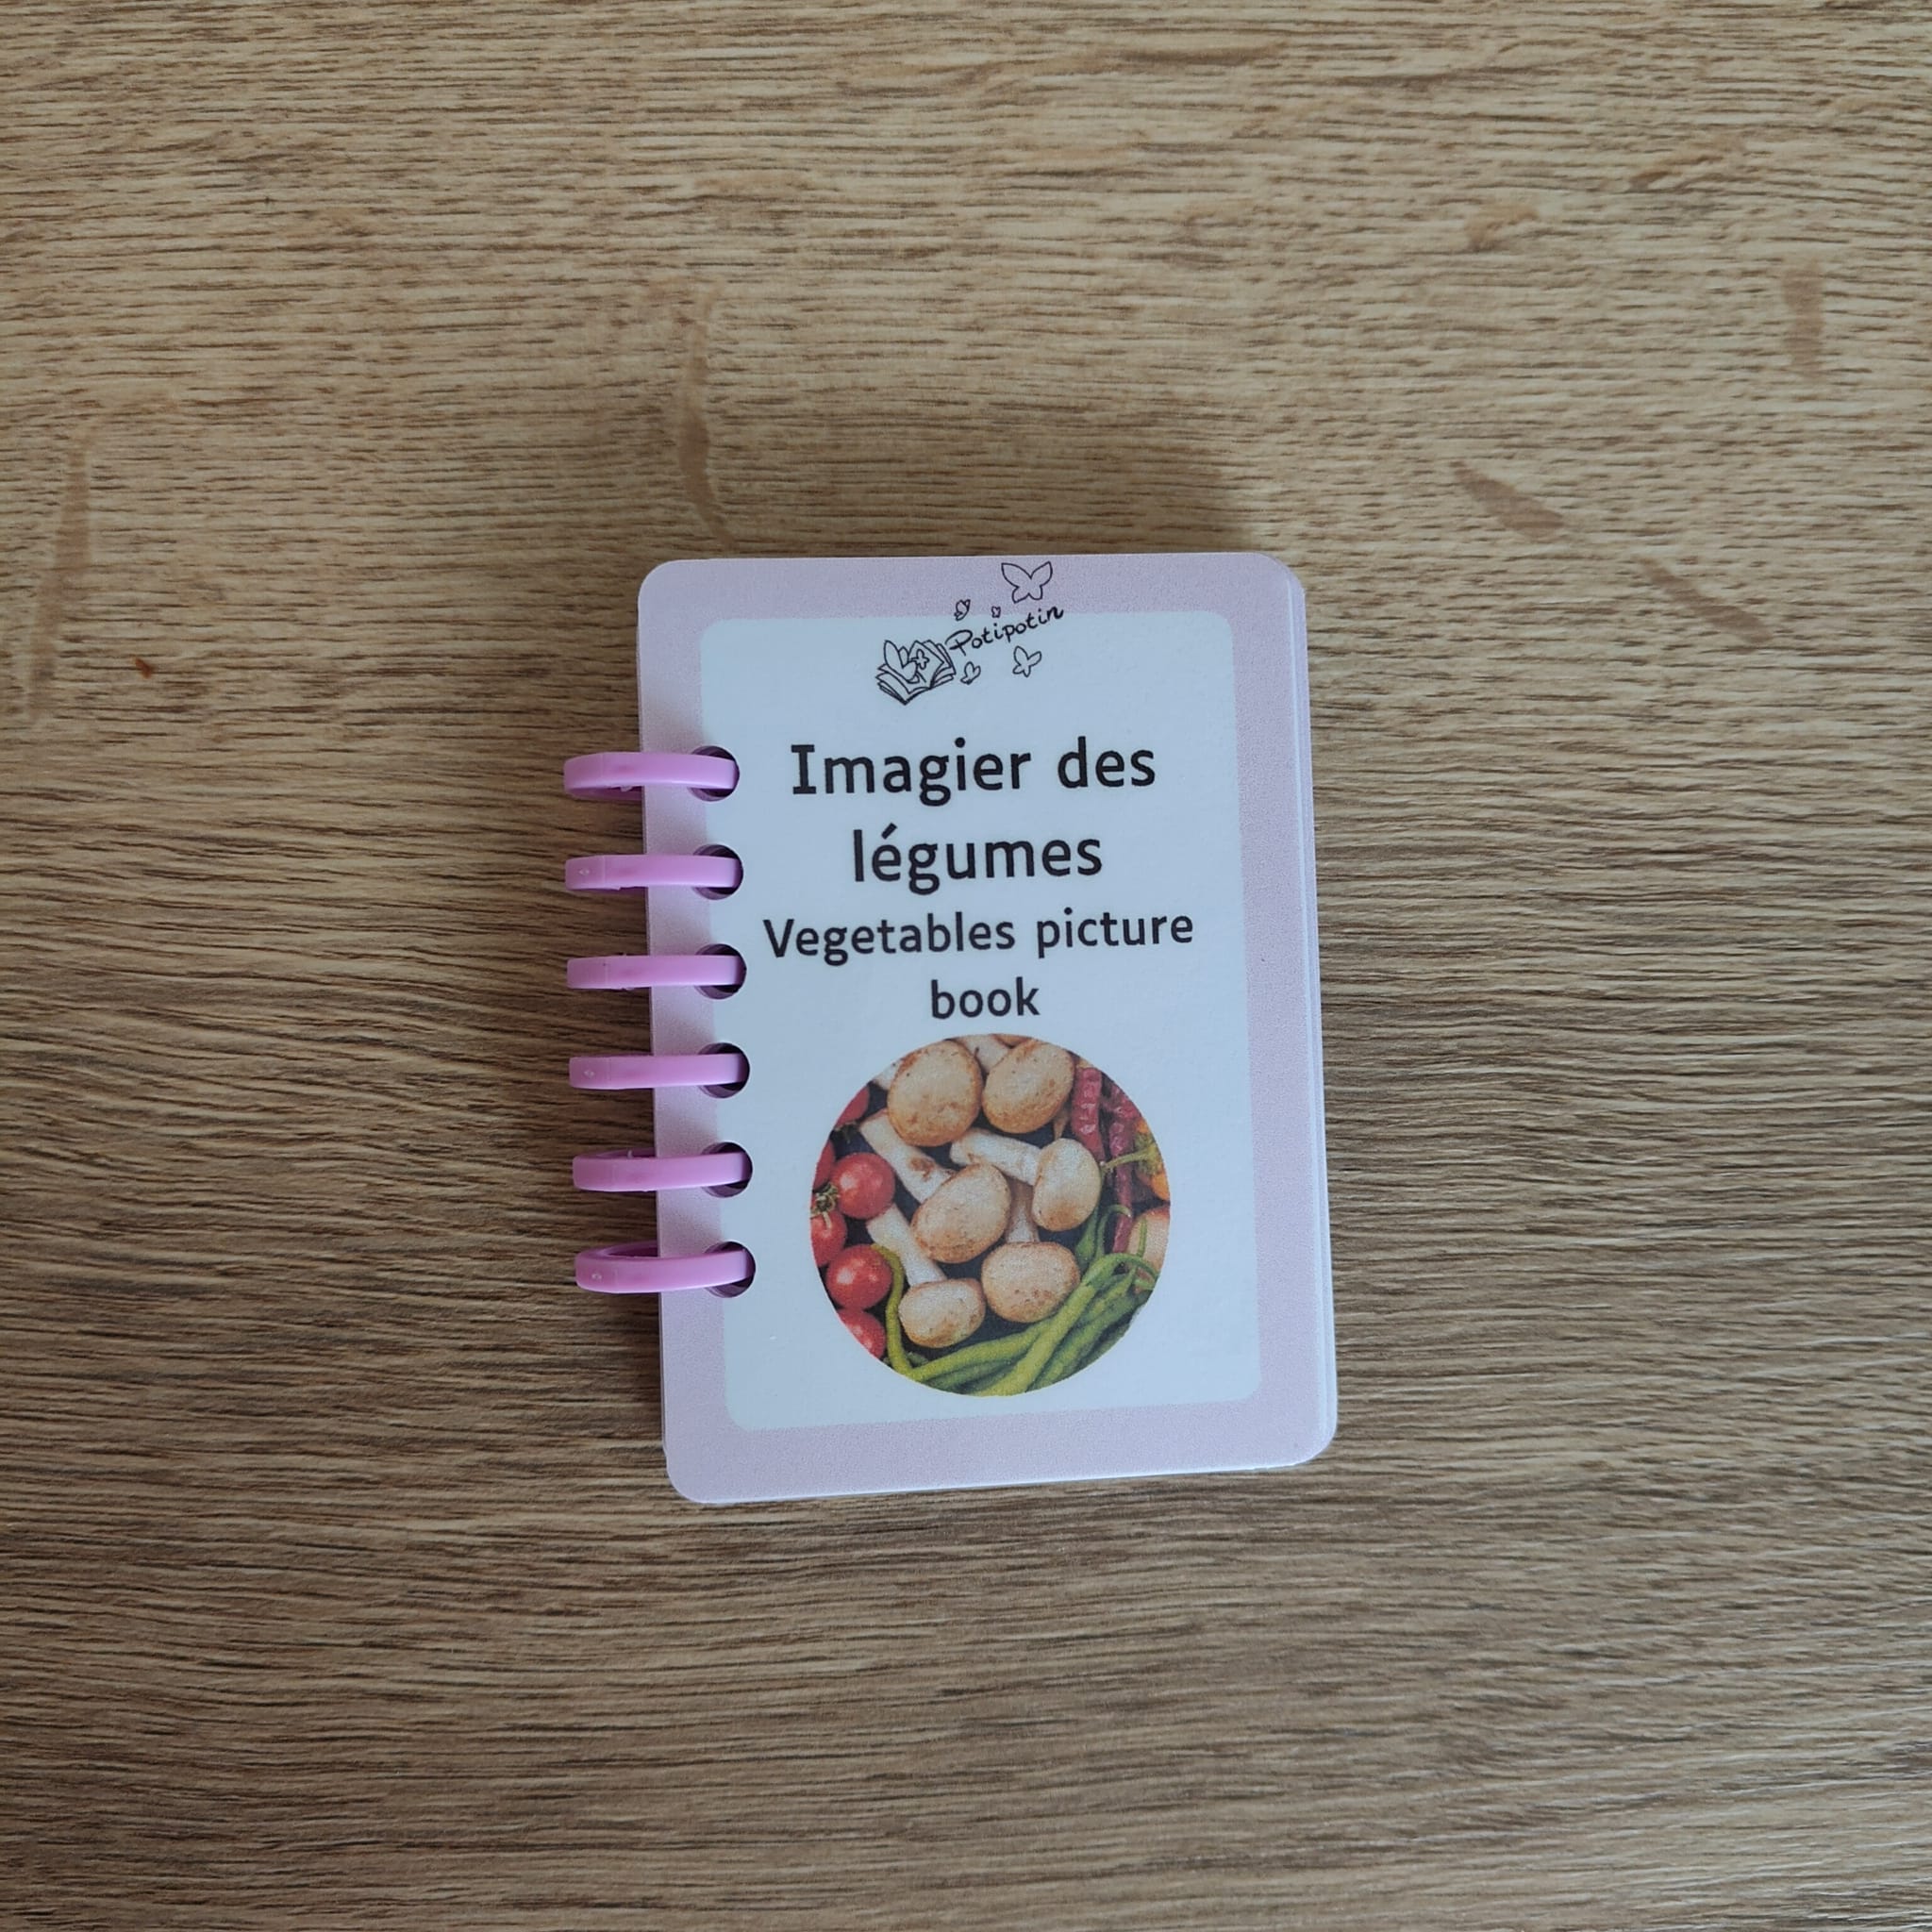 Potipotin
Imagier des
légumes
Vegetables picture
book